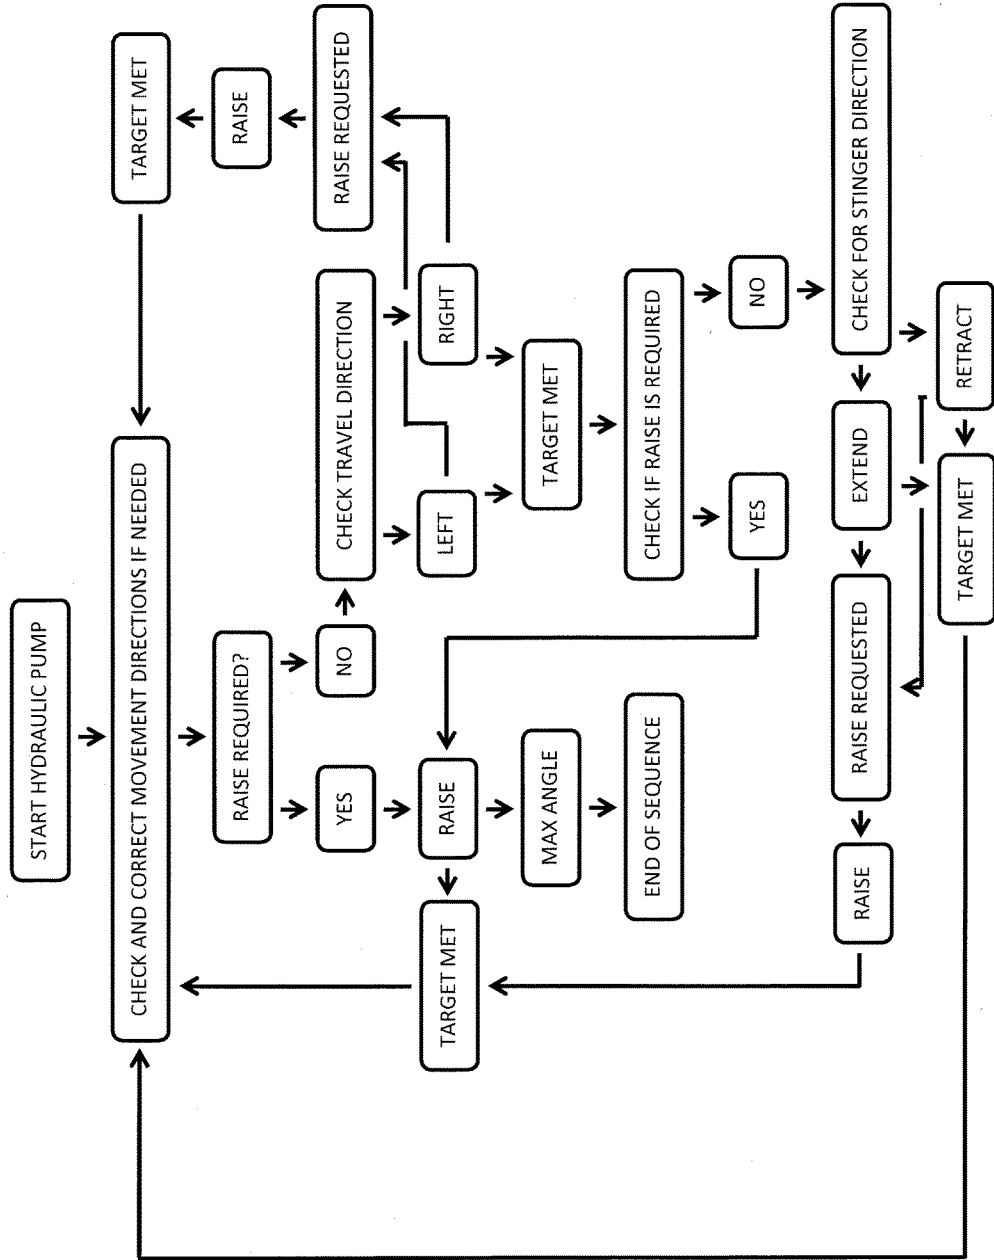 START HYDRAULIC PUMP
CHECK AND CORRECT MOVEMENT DIRECTIONS IF NEEDED
TARGET MET
RAISE REQUIRED?
RAISE
YES
NO
CHECK TRAVEL DIRECTION
RAISE REQUESTED
TARGET MET
RAISE
LEFT
RIGHT
MAX ANGLE
TARGET MET
END OF SEQUENCE
CHECK IF RAISE IS REQUIRED
YES
NO
RAISE
RAISE REQUESTED
EXTEND
CHECK FOR STINGER DIRECTION
TARGET MET
RETRACT